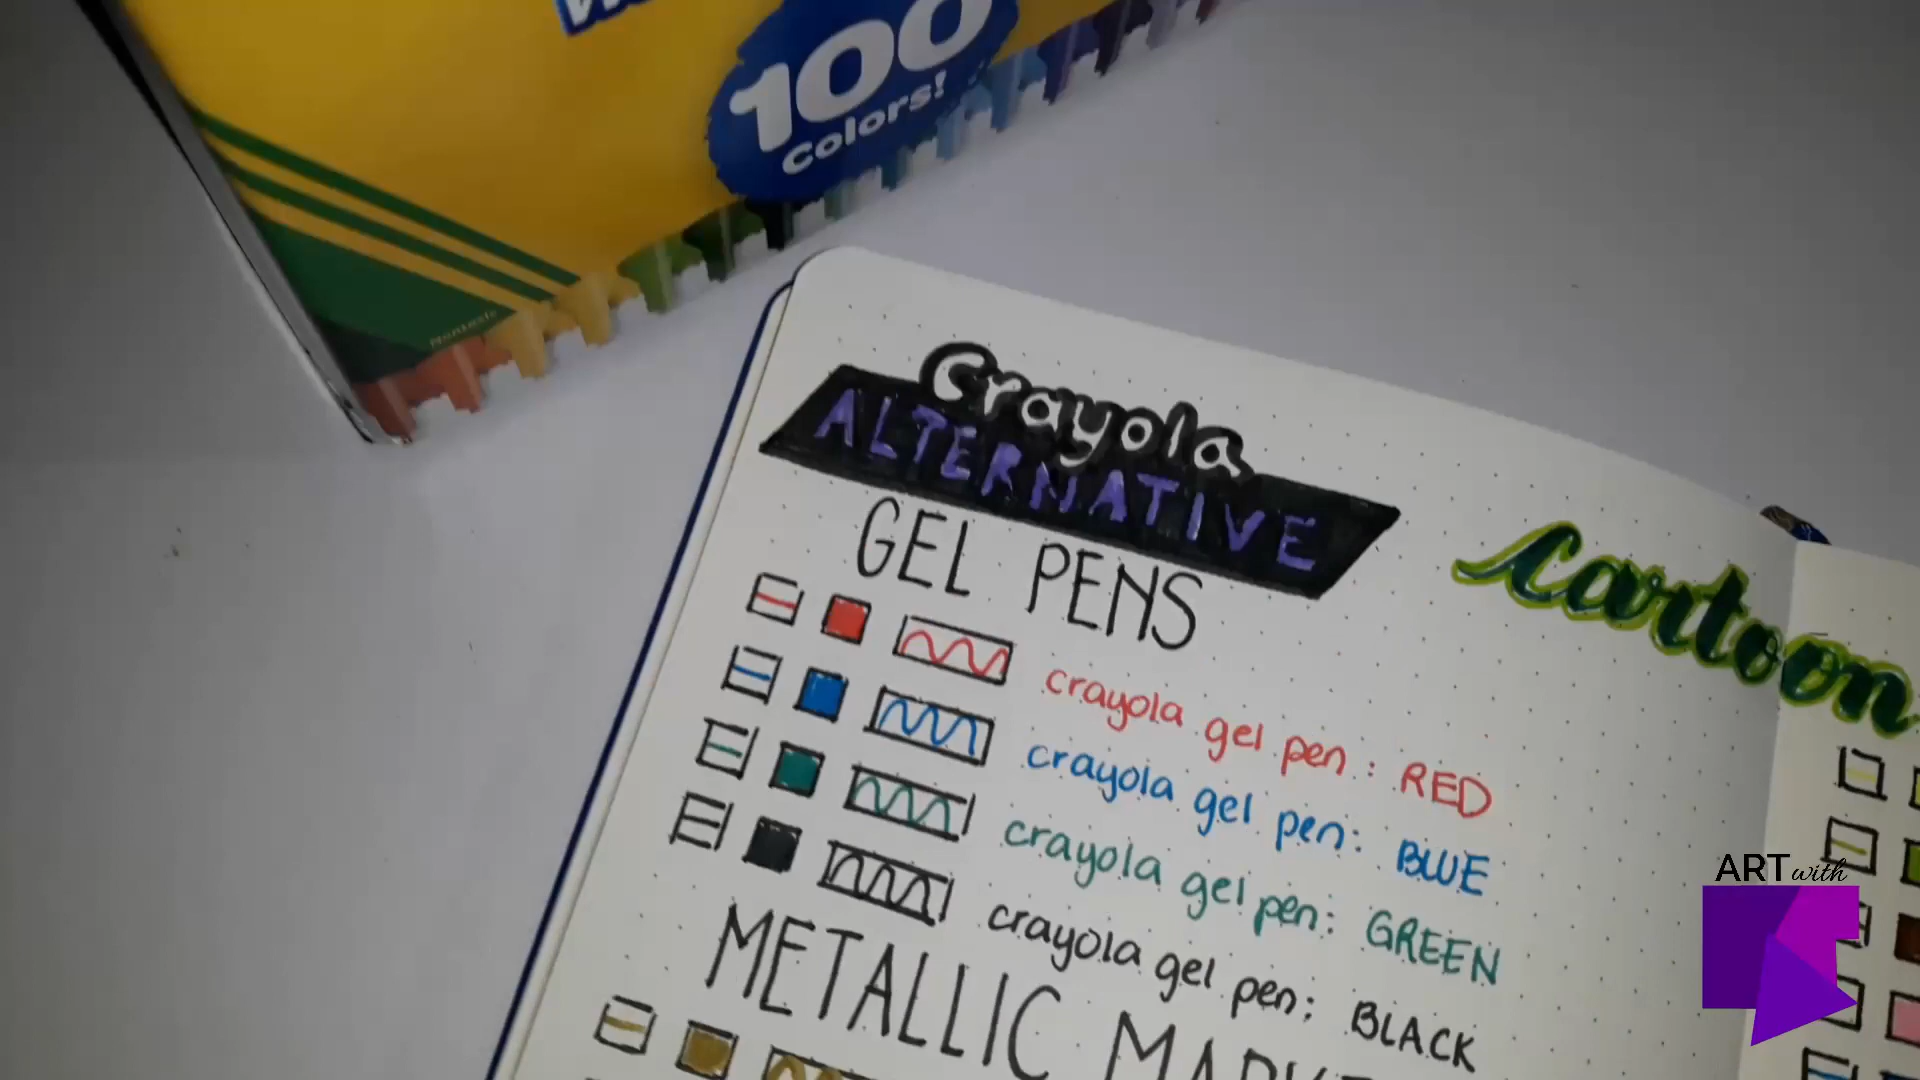 100
colors!
Nontoxic
crayola
ALTERNATIVE
GEL PENS
crayola gel pen: RED
crayola gel pen: BLUE
crayola gel pen: GREEN
crayola gel pen: BLACK
METALLIC
cartoon
ART with